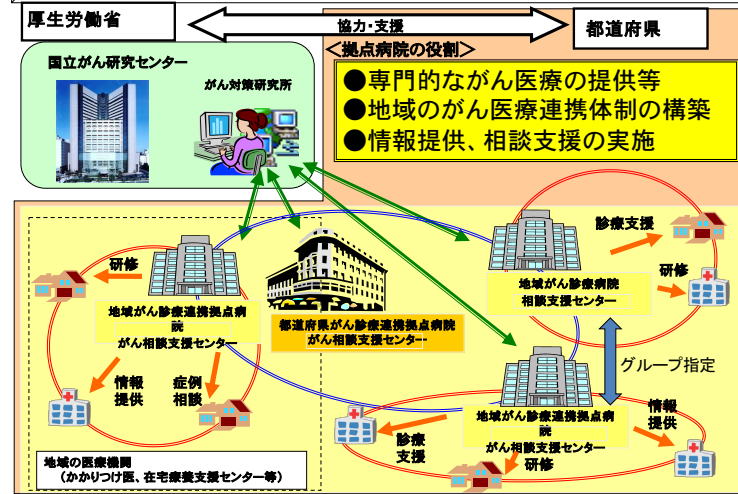 厚生労働省
協力・支援
都道府県
国立がん研究センター
がん対策研究所
＜拠点病院の役割＞
●専門的ながん医療の提供等
●地域のがん医療連携体制の構築
●情報提供、相談支援の実施
研修
地域がん診療連携拠点病
院
がん相談支援センター
情報
提供
症例
相談
都道府県がん診療連携拠点病院
がん相談支援センター
診療支援
研修
地域がん診療病院
相談支援センター
グループ指定
地域がん診療連携拠点病
院
がん相談支援センター
診療
支援
研修
情報
提供
地域の医療機関
（かかりつけ医、在宅療養支援センター等）